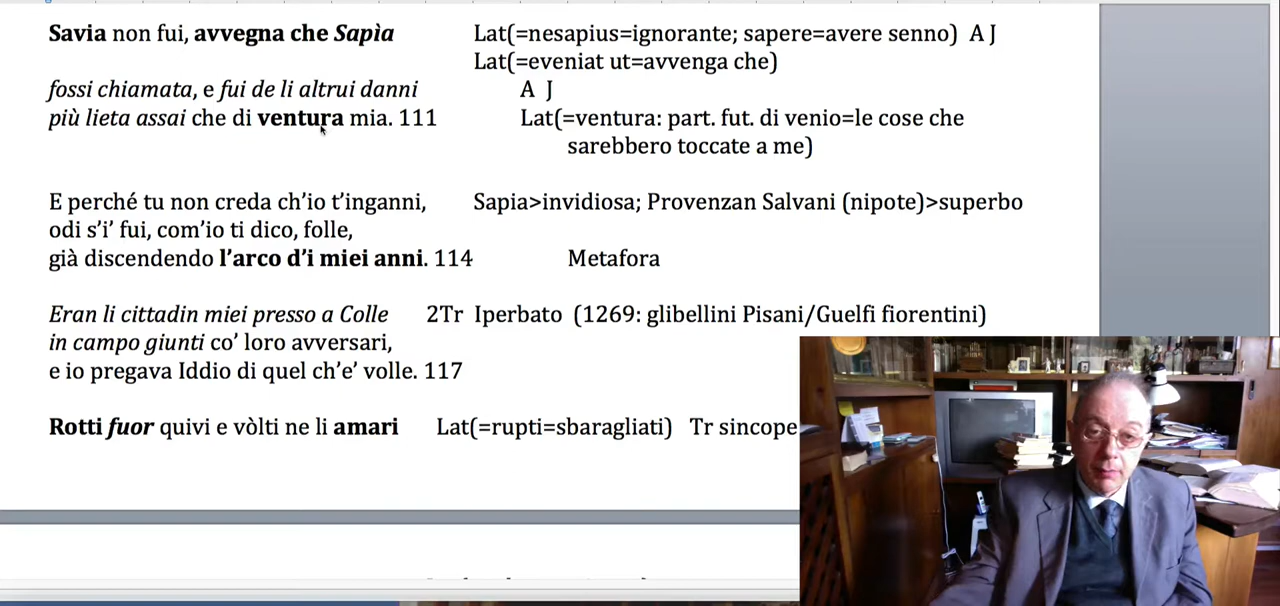 Savia non fui, avvegna che Sapìa Lat(=nesapius=ignorante; sapere=avere senno) A J
Lat(=eveniat ut=avvenga che)
fossi chiamata, e fui de li altrui danni A J
più lieta assai che di ventura mia. 111 Lat(=ventura: part. fut. di venio=le cose che
sarebbero toccate a me)
E perché tu non creda ch'io t'inganni, Sapia>invidiosa; Provenzan Salvani (nipote)>superbo
odi s'i' fui, com'io ti dico, folle,
già discendendo l'arco d'i miei anni. 114 Metafora
Eran li cittadin miei presso a Colle 2Tr Iperbato (1269: glibellini Pisani/Guelfi fiorentini)
in campo giunti co' loro avversari,
e io pregava Iddio di quel ch'e' volle. 117
Rotti fuor quivi e vòlti ne li amari Lat(=rupti=sbaragliati) Tr sincope